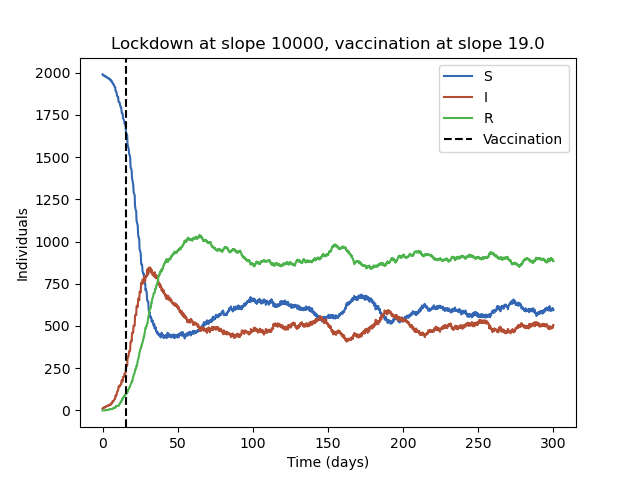 Lockdown at slope 10000, vaccination at slope 19.0
S
I
R
Vaccination
Individuals
2000
1750
1500
1250
1000
750
500
250
0
0 50 100 150 200 250 300
Time (days)